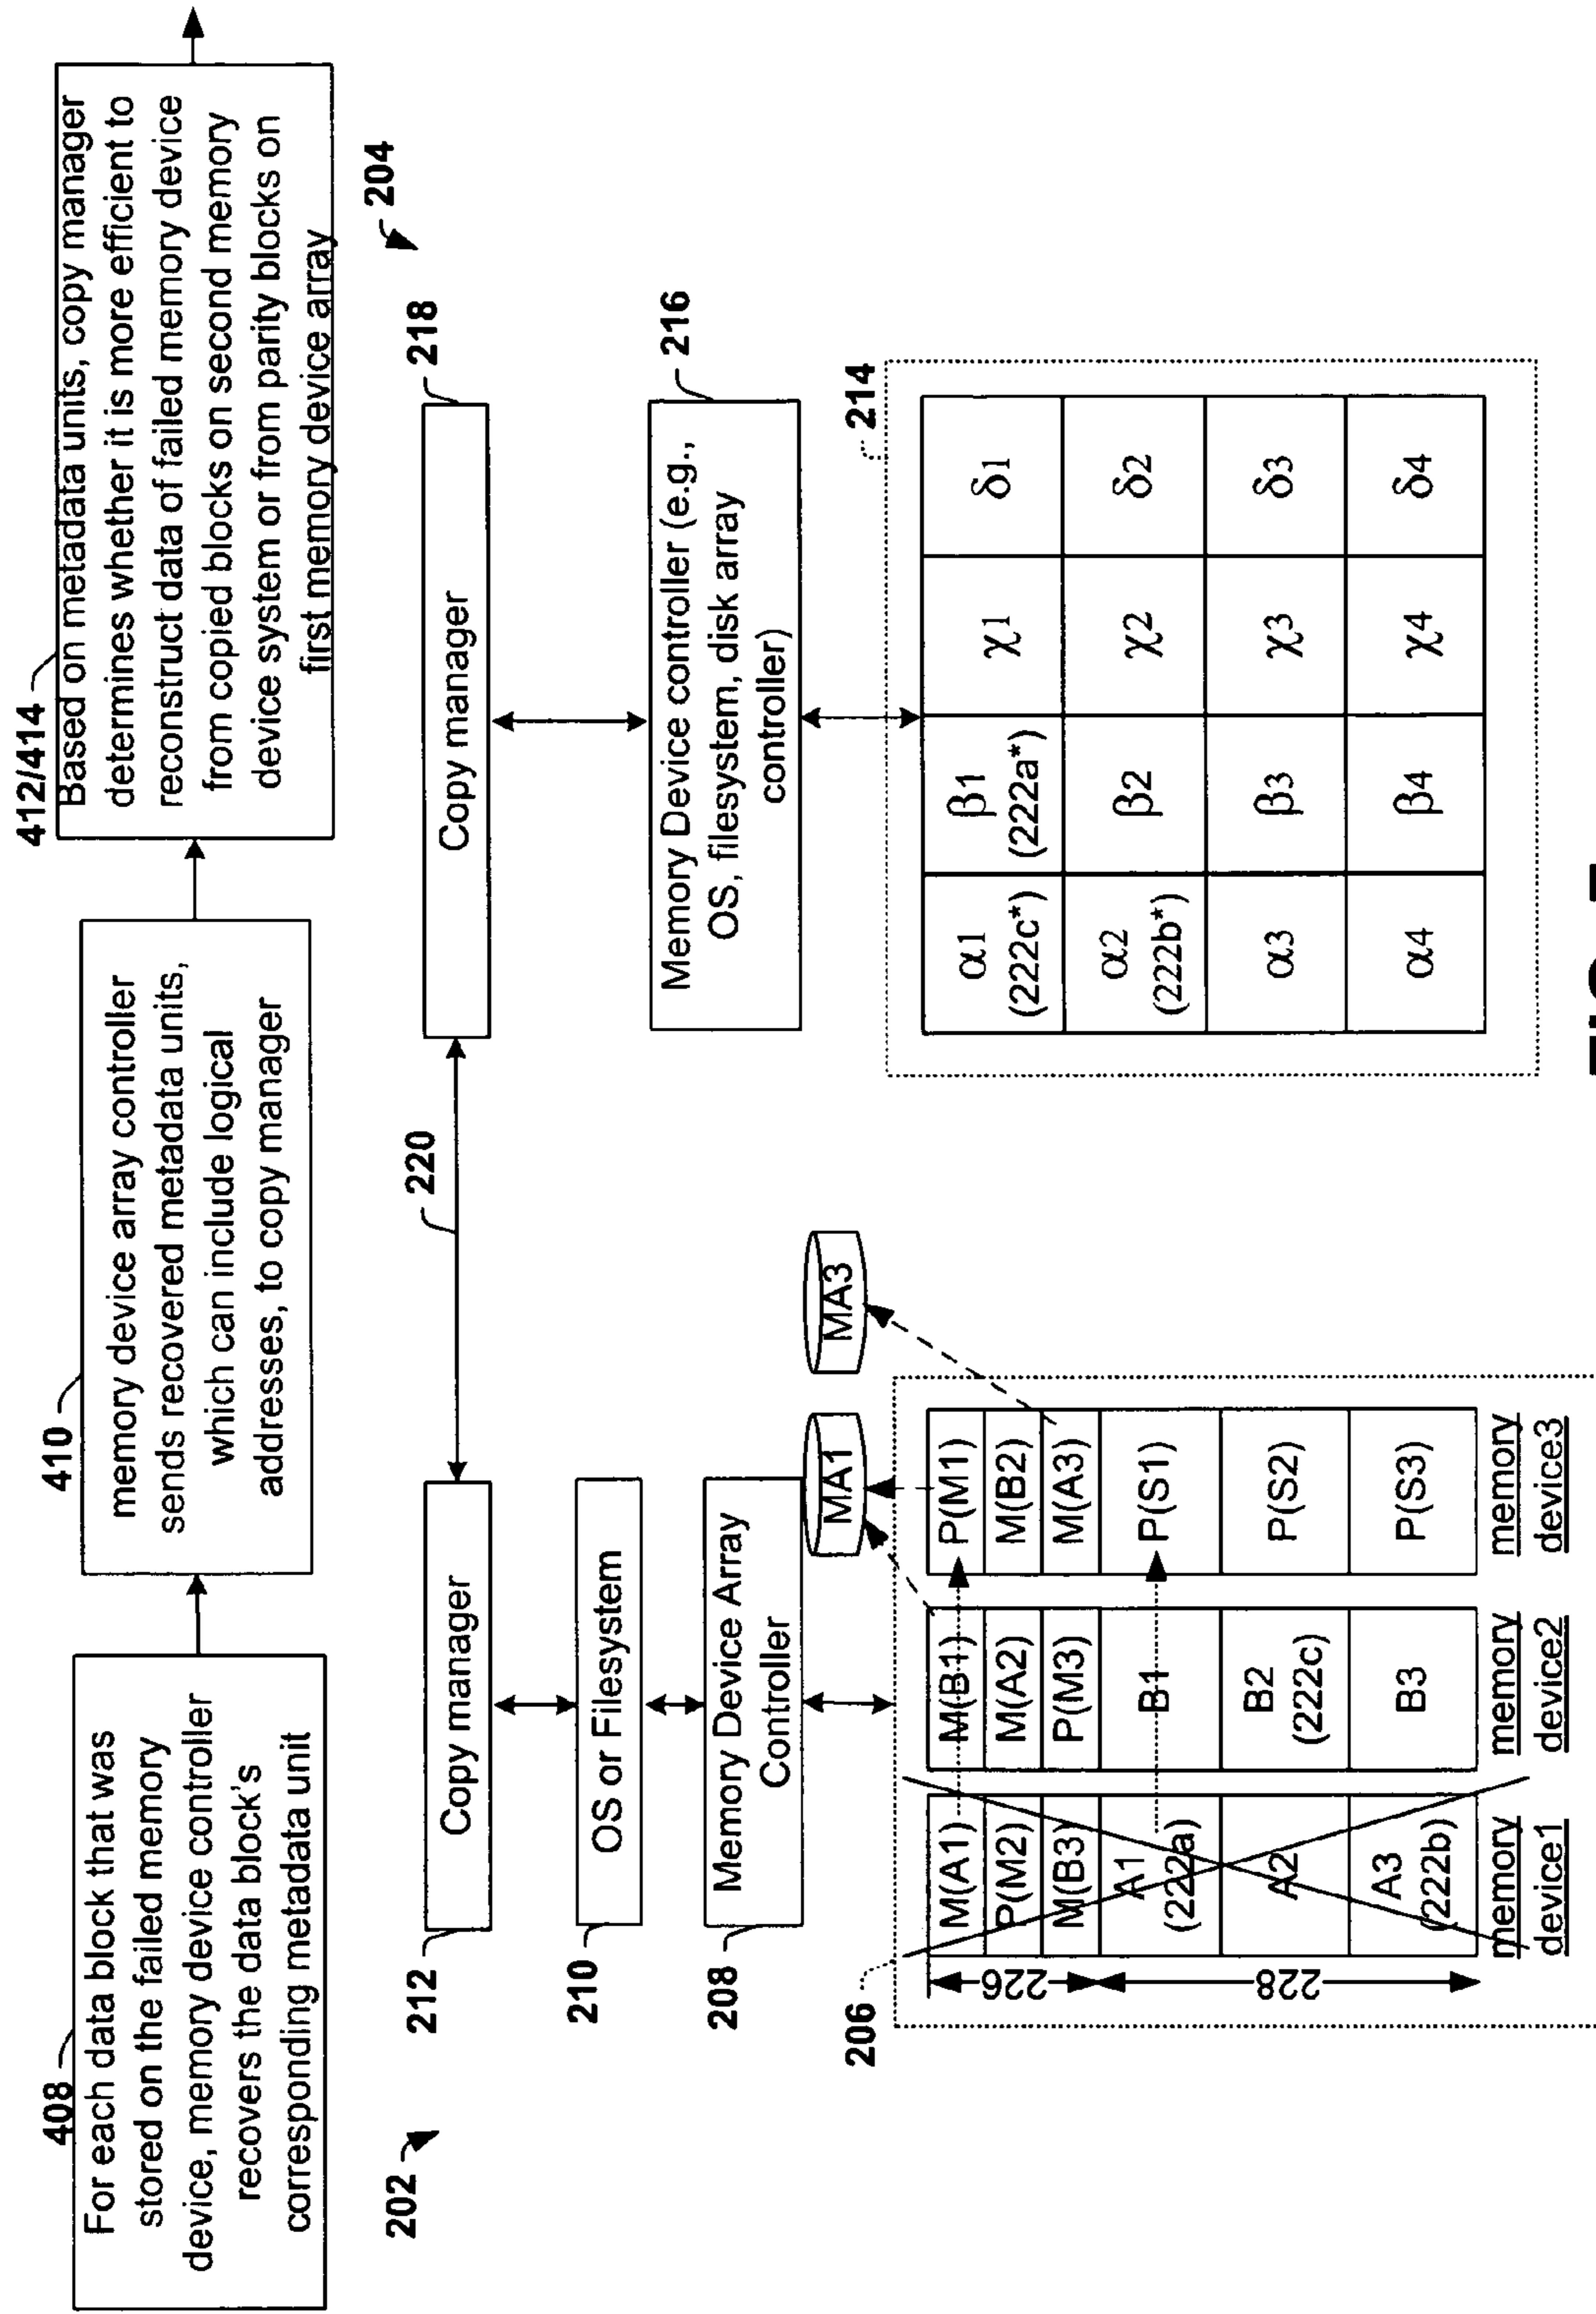 408
For each data block that was
stored on the failed memory
device, memory device controller
recovers the data block's
corresponding metadata unit
410
memory device array controller
sends recovered metadata units,
which can include logical
addresses, to copy manager
412/414
Based on metadata units, copy manager
determines whether it is more efficient to
reconstruct data of failed memory device
from copied blocks on second memory
device system or from parity blocks on
first memory device array
202
204
212
Copy manager
220
Copy manager
218
210
OS or Filesystem
208
Memory Device Array
Controller
Memory Device controller (e.g.,
OS, filesystem, disk array
controller)
216
MA1
MA3
206
226
228
M(A1)
P(M2)
M(B3)
A1
(222a)
A2
A3
(222b)
memory
device1
M(B1)
M(A2)
P(M3)
B1
B2
(222c)
B3
memory
device2
P(M1)
M(B2)
M(A3)
P(S1)
P(S2)
P(S3)
memory
device3
214
α1
(222c*)
β1
(222a*)
χ1
δ1
α2
(222b*)
β2
χ2
δ2
α3
β3
χ3
δ3
α4
β4
χ4
δ4